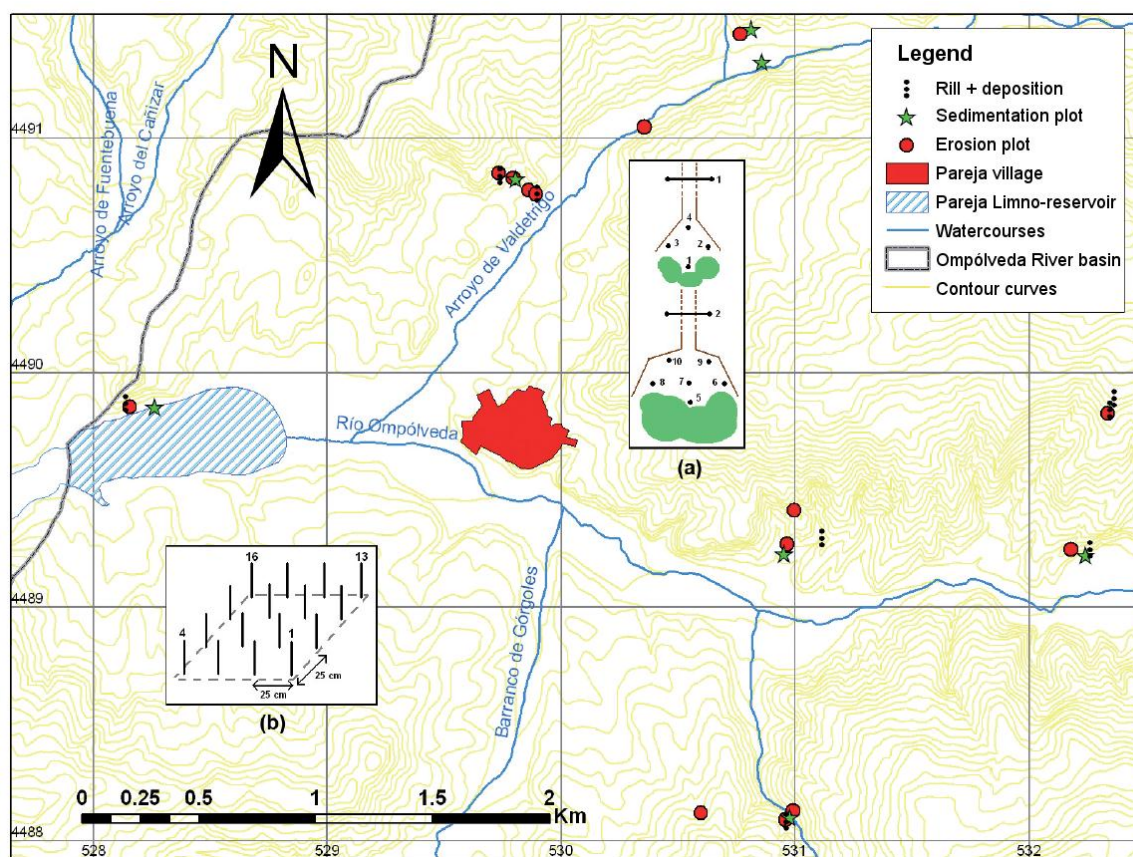 Legend
Rill + deposition
Sedimentation plot
Erosion plot
Pareja village
Pareja Limno-reservoir
Watercourses
Ompólveda River basin
Contour curves
N
Arroyo de Fuentebuena
Arroyo del Cañizar
Arroyo de Valdetrigo
Río Ompólveda
Barranco de Górgoles
4491
4490
4489
4488
528
529
530
531
532
1
4
3
2
1
2
10
9
8
7
6
5
(a)
16
13
4
1
25 cm
25 cm
(b)
0 0.25 0.5 1 1.5 2
Km